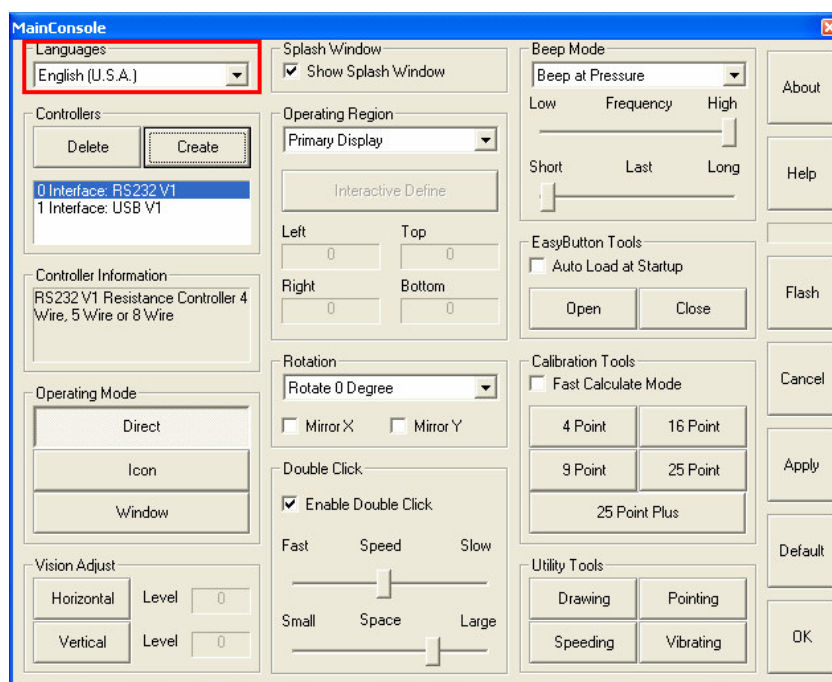 MainConsole
Languages
English (U.S.A.)
Controllers
Delete Create
0 Interface: RS232 V1
1 Interface: USB V1
Controller Information
RS232 V1 Resistance Controller 4
Wire, 5 Wire or 8 Wire
Operating Mode
Direct
Icon
Window
Vision Adjust
Horizontal Level 0
Vertical Level 0
Splash Window
Show Splash Window
Operating Region
Primary Display
Interactive Define
Left Top
0 0
Right Bottom
0 0
Rotation
Rotate 0 Degree
Mirror X Mirror Y
Double Click
Enable Double Click
Fast Speed Slow
Small Space Large
Beep Mode
Beep at Pressure
Low Frequency High
Short Last Long
EasyButton Tools
Auto Load at Startup
Open Close
Calibration Tools
Fast Calculate Mode
4 Point 16 Point
9 Point 25 Point
25 Point Plus
Utility Tools
Drawing Pointing
Speeding Vibrating
About
Help
Flash
Cancel
Apply
Default
OK